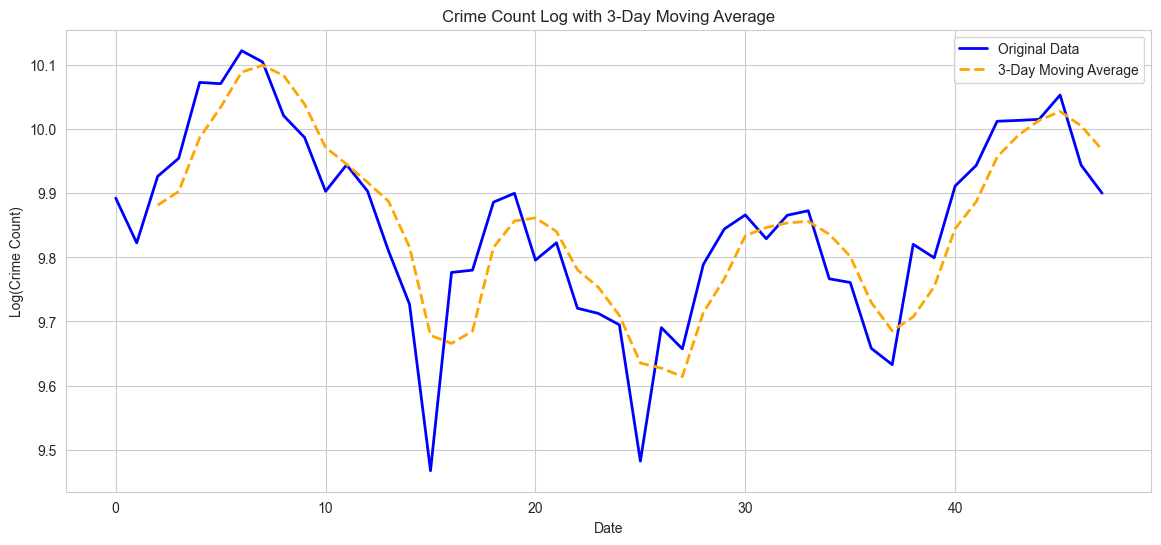 Crime Count Log with 3-Day Moving Average
Original Data
3-Day Moving Average
Log(Crime Count)
10.1
10.0
9.9
9.8
9.7
9.6
9.5
0 10 20 30 40
Date